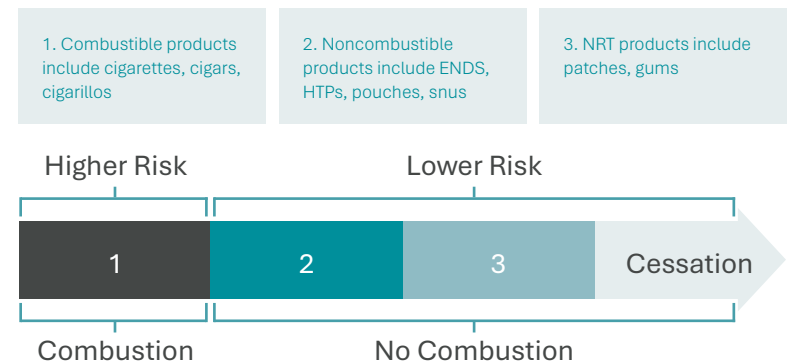 1. Combustible products
include cigarettes, cigars,
cigarillos
2. Noncombustible
products include ENDS,
HTPs, pouches, snus
3. NRT products include
patches, gums
Higher Risk
Lower Risk
1
2
3
Cessation
Combustion
No Combustion